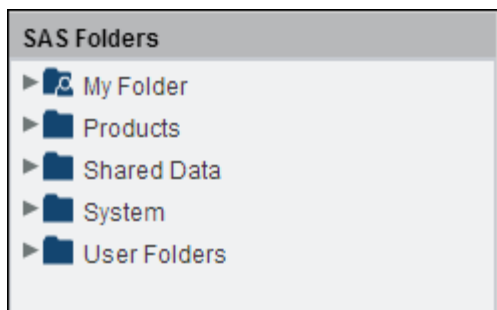 SAS Folders
My Folder
Products
Shared Data
System
User Folders